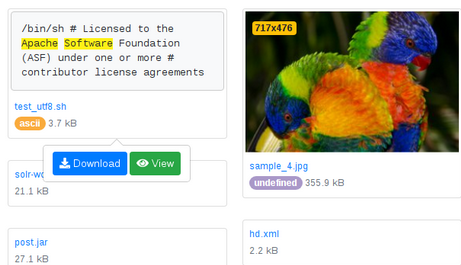 /bin/sh # Licensed to the
Apache Software Foundation
(ASF) under one or more #
contributor license agreements
test_utf8.sh
ascii 3.7 kB
Download View
solr-wo
21.1 kB
post.jar
27.1 kB
717x476
sample_4.jpg
undefined 355.9 kB
hd.xml
2.2 kB